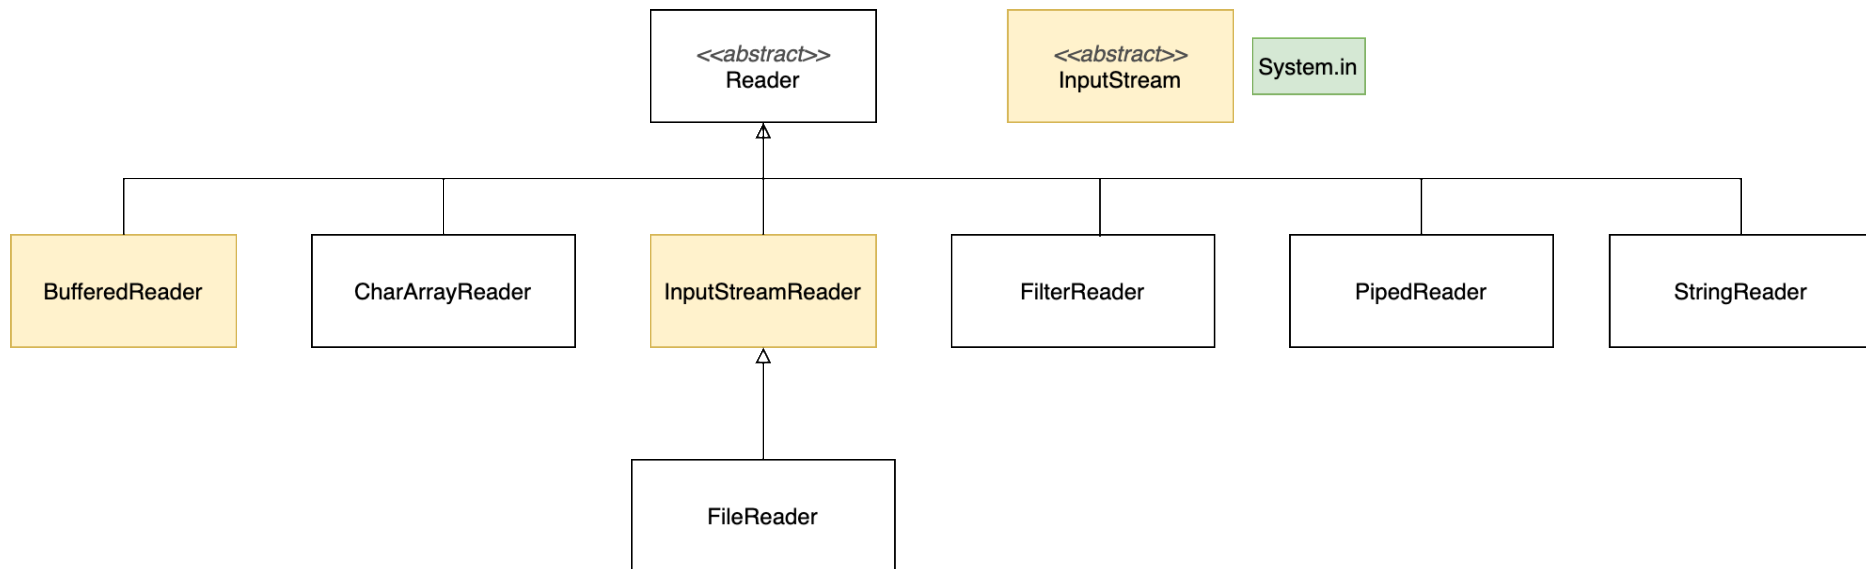 <<abstract>>
Reader
<<abstract>>
InputStream
System.in
BufferedReader
CharArrayReader
InputStreamReader
FilterReader
PipedReader
StringReader
FileReader